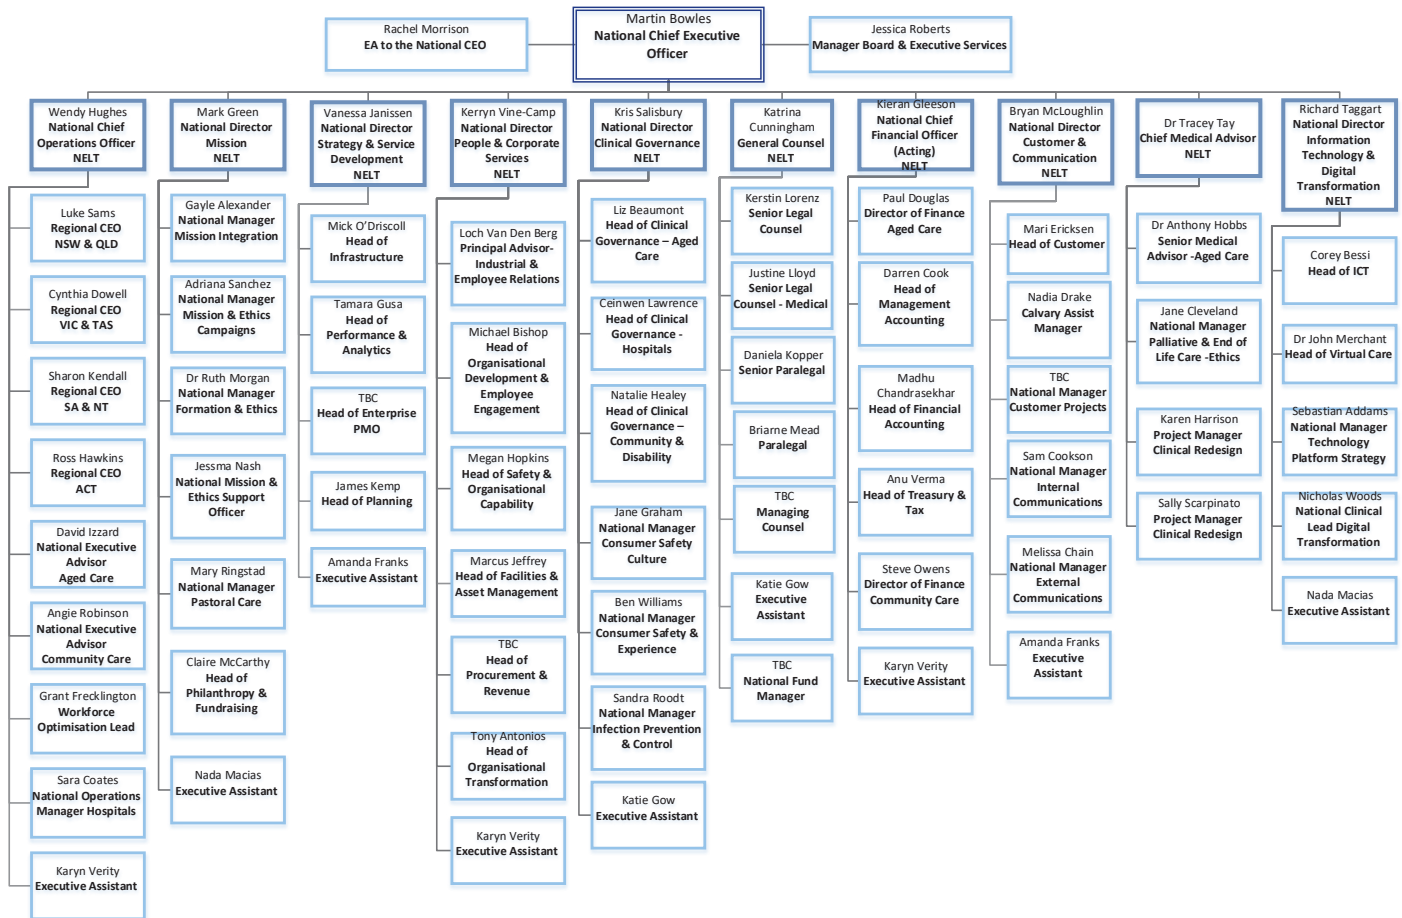 Rachel Morrison
EA to the National CEO
Martin Bowles
National Chief Executive
Officer
Jessica Roberts
Manager Board & Executive Services
Wendy Hughes
National Chief
Operations Officer
NELT
Luke Sams
Regional CEO
NSW & QLD
Cynthia Dowell
Regional CEO
VIC & TAS
Sharon Kendall
Regional CEO
SA & NT
Ross Hawkins
Regional CEO
ACT
David Izzard
National Executive
Advisor
Aged Care
Angie Robinson
National Executive
Advisor
Community Care
Grant Frecklington
Workforce
Optimisation Lead
Sara Coates
National Operations
Manager Hospitals
Karyn Verity
Executive Assistant
Mark Green
National Director
Mission
NELT
Gayle Alexander
National Manager
Mission Integration
Adriana Sanchez
National Manager
Mission & Ethics
Campaigns
Dr Ruth Morgan
National Manager
Formation & Ethics
Jessma Nash
National Mission &
Ethics Support
Officer
Mary Ringstad
National Manager
Pastoral Care
Claire McCarthy
Head of
Philanthropy &
Fundraising
Nada Macias
Executive Assistant
Vanessa Janissen
National Director
Strategy & Service
Development
NELT
Mick O’Driscoll
Head of
Infrastructure
Tamara Gusa
Head of
Performance &
Analytics
TBC
Head of Enterprise
PMO
James Kemp
Head of Planning
Amanda Franks
Executive Assistant
Kerryn Vine-Camp
National Director
People & Corporate
Services
NELT
Loch Van Den Berg
Principal Advisor-
Industrial &
Employee Relations
Michael Bishop
Head of
Organisational
Development &
Employee
Engagement
Megan Hopkins
Head of Safety &
Organisational
Capability
Marcus Jeffrey
Head of Facilities &
Asset Management
TBC
Head of
Procurement &
Revenue
Tony Antonios
Head of
Organisational
Transformation
Karyn Verity
Executive Assistant
Kris Salisbury
National Director
Clinical Governance
NELT
Liz Beaumont
Head of Clinical
Governance – Aged
Care
Ceinwen Lawrence
Head of Clinical
Governance -
Hospitals
Natalie Healey
Head of Clinical
Governance –
Community &
Disability
Jane Graham
National Manager
Consumer Safety
Culture
Ben Williams
National Manager
Consumer Safety &
Experience
Sandra Roodt
National Manager
Infection Prevention
& Control
Katie Gow
Executive Assistant
Katrina
Cunningham
General Counsel
NELT
Kerstin Lorenz
Senior Legal
Counsel
Justine Lloyd
Senior Legal
Counsel - Medical
Daniela Kopper
Senior Paralegal
Briarne Mead
Paralegal
TBC
Managing
Counsel
Katie Gow
Executive
Assistant
TBC
National Fund
Manager
Kieran Gleeson
National Chief
Financial Officer
(Acting)
NELT
Paul Douglas
Director of Finance
Aged Care
Darren Cook
Head of
Management
Accounting
Madhu
Chandrasekhar
Head of Financial
Accounting
Anu Verma
Head of Treasury &
Tax
Steve Owens
Director of Finance
Community Care
Karyn Verity
Executive Assistant
Bryan McLoughlin
National Director
Customer &
Communication
NELT
Mari Ericksen
Head of Customer
Nadia Drake
Calvary Assist
Manager
TBC
National Manager
Customer Projects
Sam Cookson
National Manager
Internal
Communications
Melissa Chain
National Manager
External
Communications
Amanda Franks
Executive
Assistant
Dr Tracey Tay
Chief Medical Advisor
NELT
Dr Anthony Hobbs
Senior Medical
Advisor -Aged Care
Jane Cleveland
National Manager
Palliative & End of
Life Care -Ethics
Karen Harrison
Project Manager
Clinical Redesign
Sally Scarpinato
Project Manager
Clinical Redesign
Richard Taggart
National Director
Information
Technology &
Digital
Transformation
NELT
Corey Bessi
Head of ICT
Dr John Merchant
Head of Virtual Care
Sebastian Addams
National Manager
Technology
Platform Strategy
Nicholas Woods
National Clinical
Lead Digital
Transformation
Nada Macias
Executive Assistant